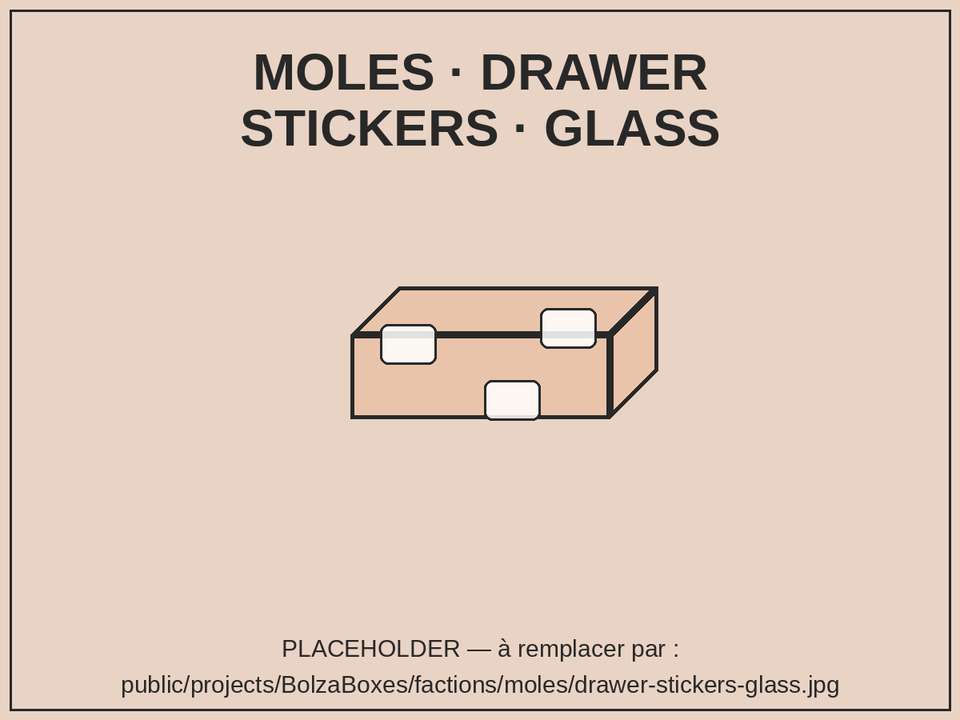 MOLES · DRAWER
STICKERS · GLASS
PLACEHOLDER — à remplacer par :
public/projects/BolzaBoxes/factions/moles/drawer-stickers-glass.jpg